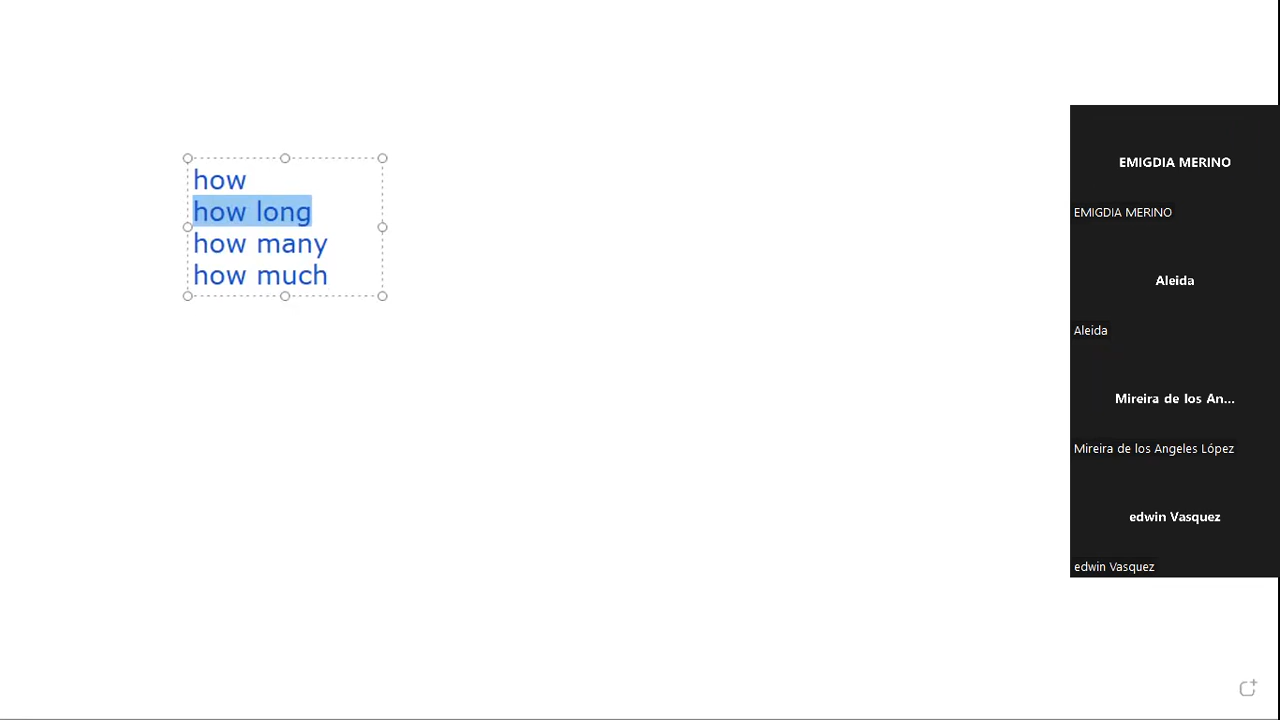 how
how long
how many
how much
EMIGDIA MERINO
EMIGDIA MERINO
Aleida
Aleida
Mireira de los An...
Mireira de los Angeles López
edwin Vasquez
edwin Vasquez